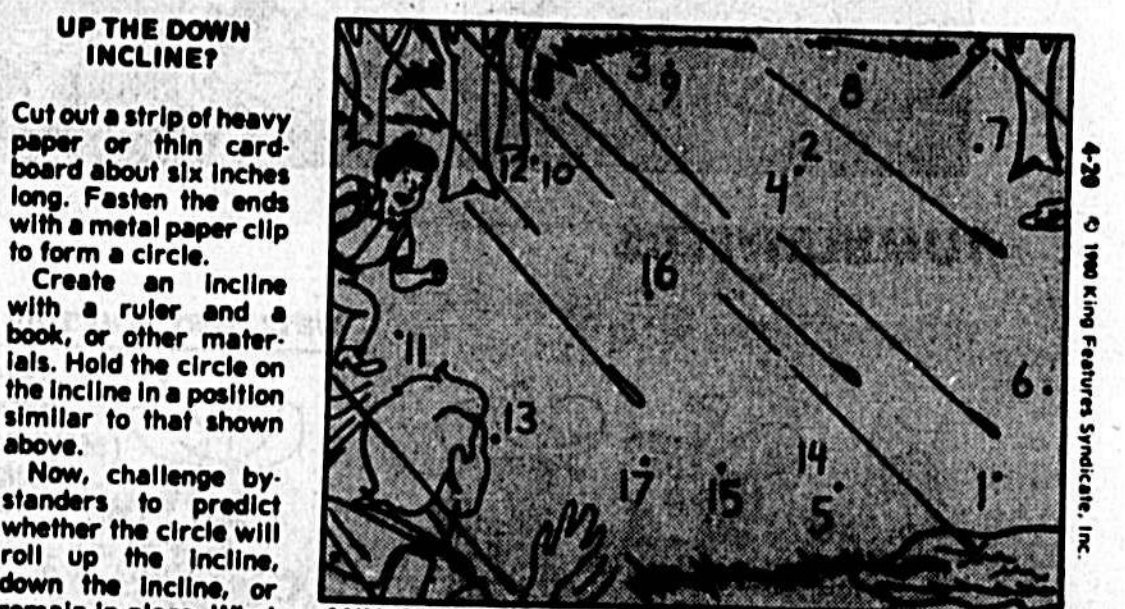 UP THE DOWN
INCLINE?
Cut out a strip of heavy
paper or thin card-
board about six inches
long. Fasten the ends
with a metal paper clip
to form a circle.
Create an incline
with a ruler and a
book, or other mater-
ials. Hold the circle on
the incline in a position
similar to that shown
above.
Now, challenge by-
standers to predict
whether the circle will
roll up the incline,
down the incline, or
remain in place.
3 9
8
7
2
12 10
4
16
11
6
13
14
17
15
5
1
4-20 © 1980 King Features Syndicate, Inc.